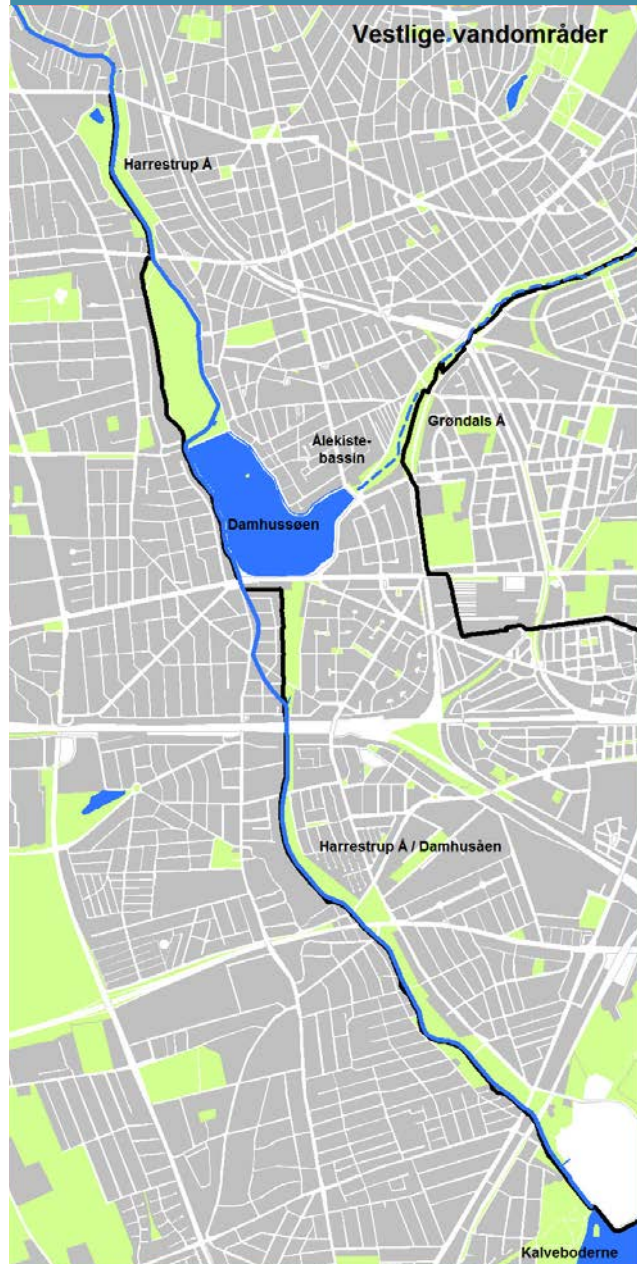 Vestlige vandområder
Harrestrup Å
Ålekiste-
bassin
Grøndals Å
Damhussøen
Harrestrup Å / Damhusåen
Kalveboderne